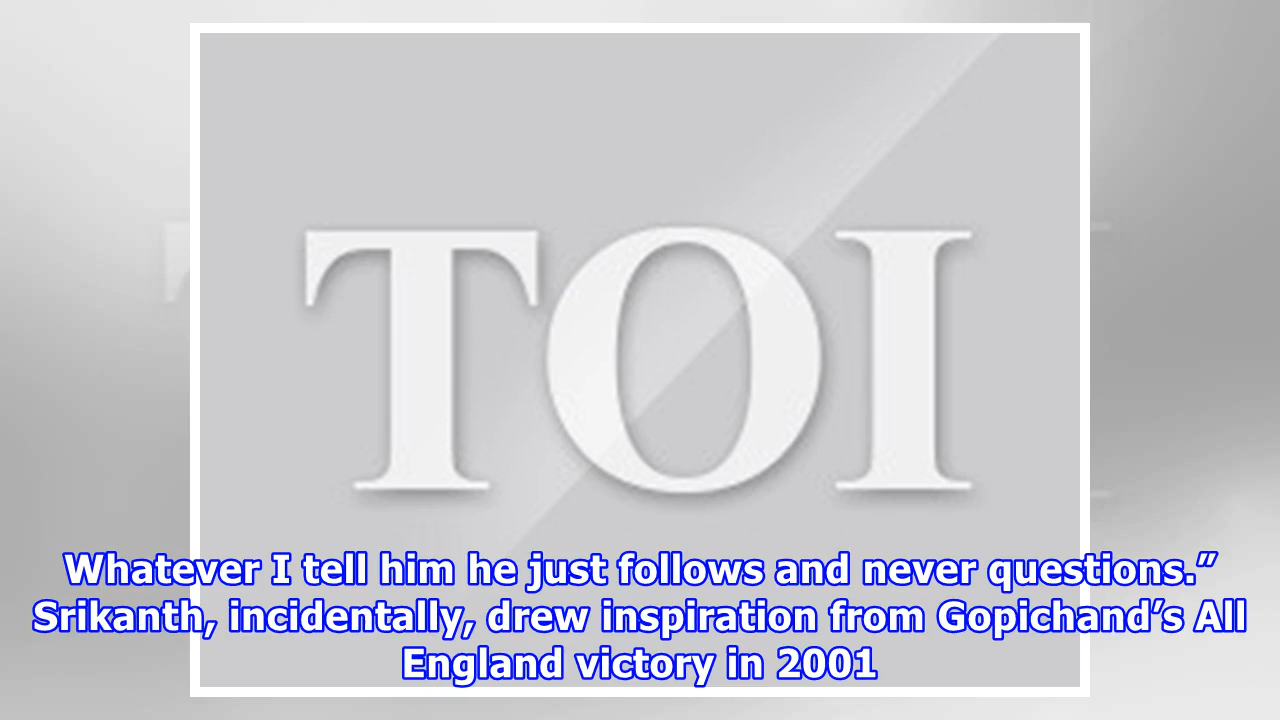 TOI
Whatever I tell him he just follows and never questions.”
Srikanth, incidentally, drew inspiration from Gopichand’s All
England victory in 2001